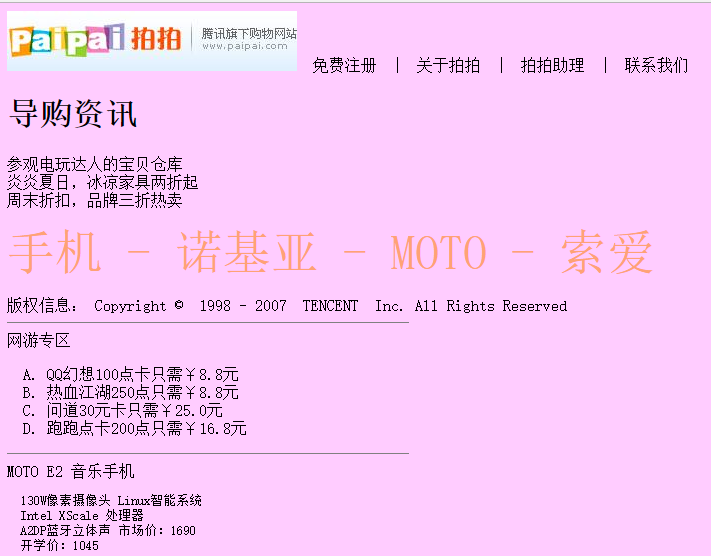 PaiPai 拍拍
腾讯旗下购物网站
www.paipai.com
免费注册 | 关于拍拍 | 拍拍助理 | 联系我们
导购资讯
参观电玩达人的宝贝仓库
炎炎夏日，冰凉家具两折起
周末折扣，品牌三折热卖
手机 - 诺基亚 - MOTO - 索爱
版权信息： Copyright © 1998 - 2007 TENCENT Inc. All Rights Reserved
网游专区
A. QQ幻想100点卡只需￥8.8元
B. 热血江湖250点只需￥8.8元
C. 问道30元卡只需￥25.0元
D. 跑跑点卡200点只需￥16.8元
MOTO E2 音乐手机
130W像素摄像头 Linux智能系统
Intel XScale 处理器
A2DP蓝牙立体声 市场价：1690
开学价：1045